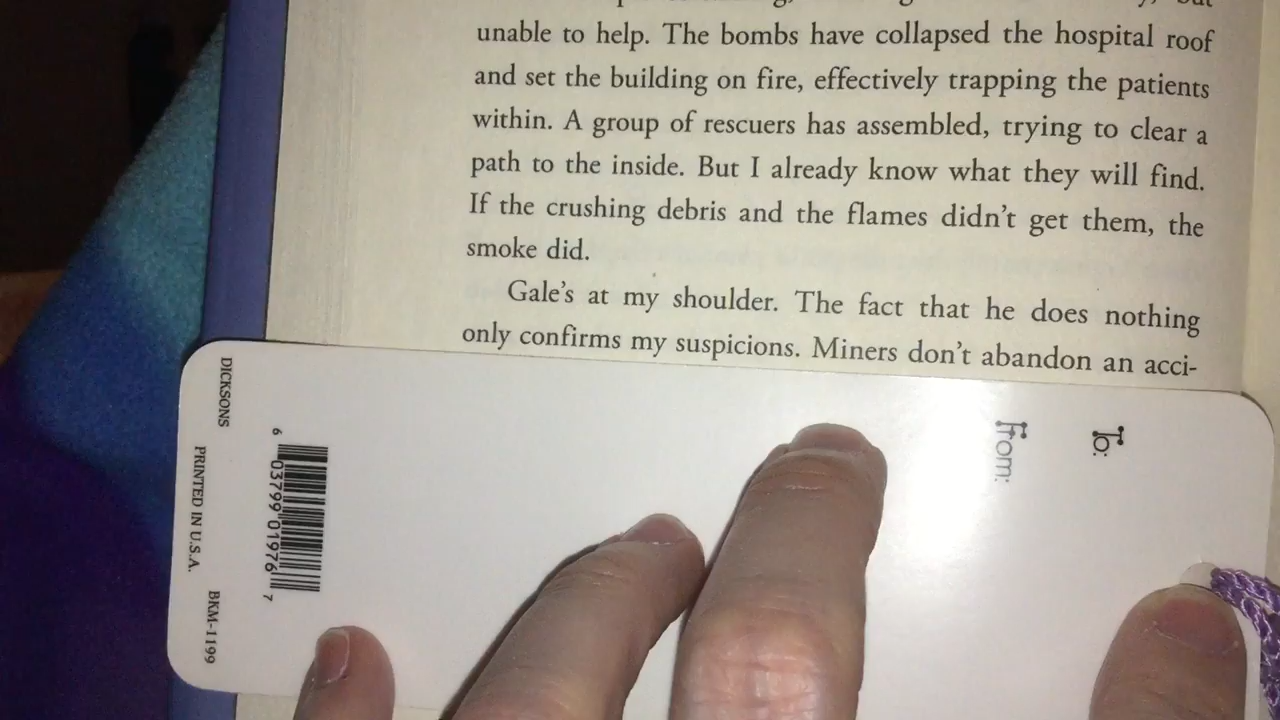 unable to help. The bombs have collapsed the hospital roof
and set the building on fire, effectively trapping the patients
within. A group of rescuers has assembled, trying to clear a
path to the inside. But I already know what they will find.
If the crushing debris and the flames didn't get them, the
smoke did.
Gale's at my shoulder. The fact that he does nothing
only confirms my suspicions. Miners don't abandon an acci-
To:
From:
6 03799 01976 7
DICKSONS PRINTED IN U.S.A. BKM-1199